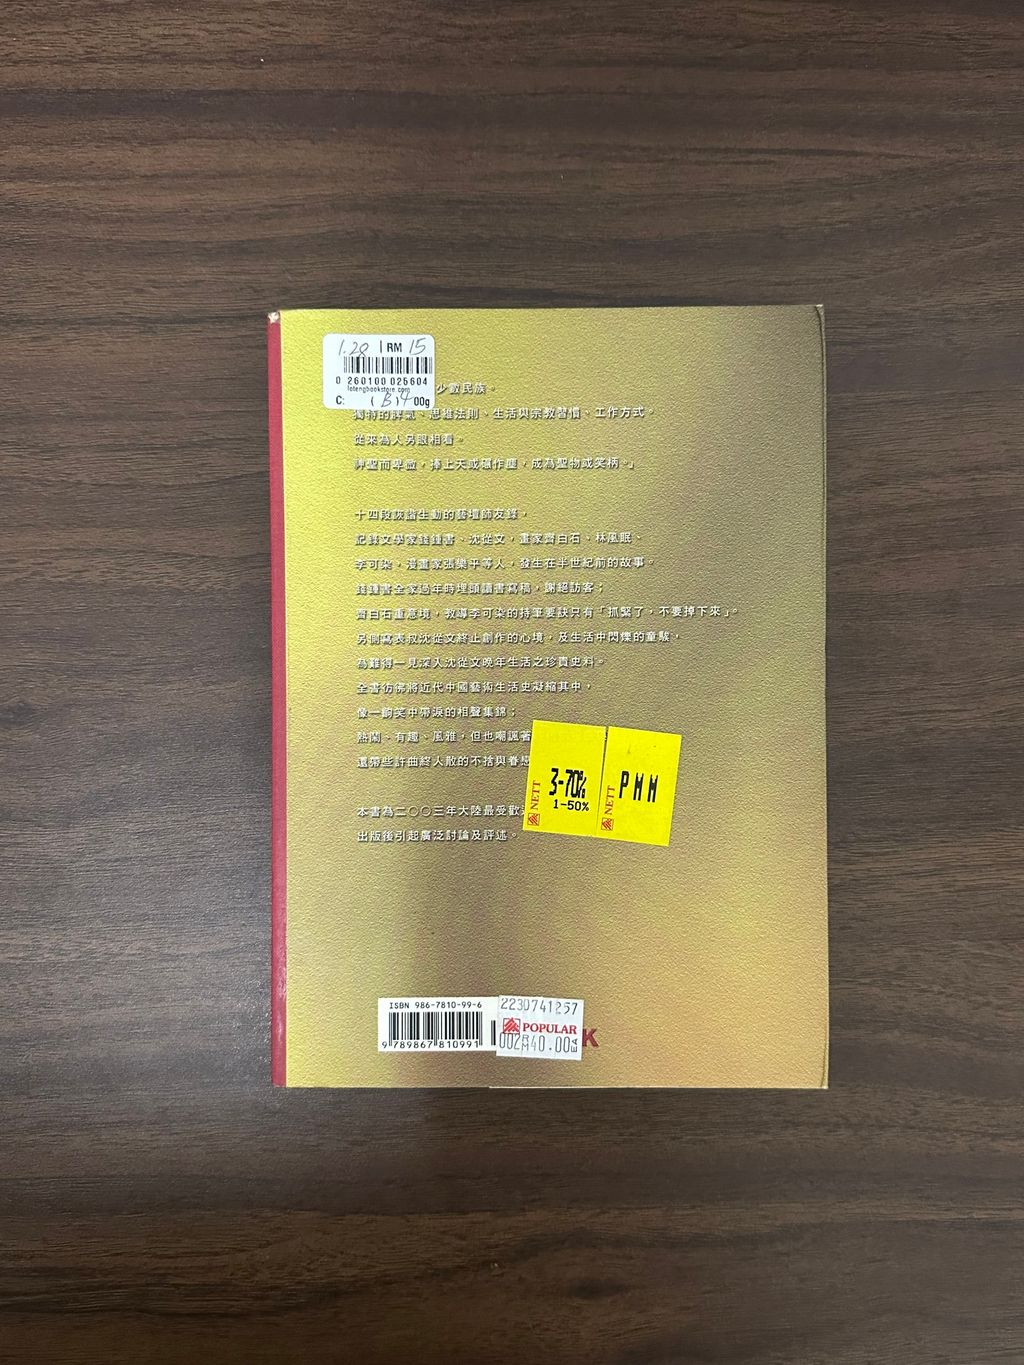 1.28 | RM 15
0 260100 025604
latengbookstore.com
C: (B)4 00g
少數民族。
獨特的脾氣、思維法則、生活與宗教習慣、工作方式。
從來為人另眼相看。
神聖而卑微，捧上天或碾作塵，成為聖物或笑柄。」
十四段詼諧生動的藝壇師友錄，
記錄文學家錢鍾書、沈從文，畫家齊白石、林風眠、
李可染，漫畫家張樂平等人，發生在半世紀前的故事。
錢鍾書全家過年時埋頭讀書寫稿，謝絕訪客；
齊白石重意境，教導李可染的持筆要訣只有「抓緊了，不要掉下來」。
另側寫表叔沈從文終止創作的心境，及生活中閃爍的童騃，
為難得一見深入沈從文晚年生活之珍貴史料。
全書彷彿將近代中國藝術生活史凝縮其中，
像一齣笑中帶淚的相聲集錦；
熱鬧、有趣、風雅，但也嘲諷著
還帶些許曲終人散的不捨與眷
本書為二〇〇三年大陸最受歡
出版後引起廣泛討論及評述。
NETT 3-70% 1-50%
NETT PMM
ISBN 986-7810-99-6
9 789867 810991
2230741257
POPULAR
002RM40.00EA
K